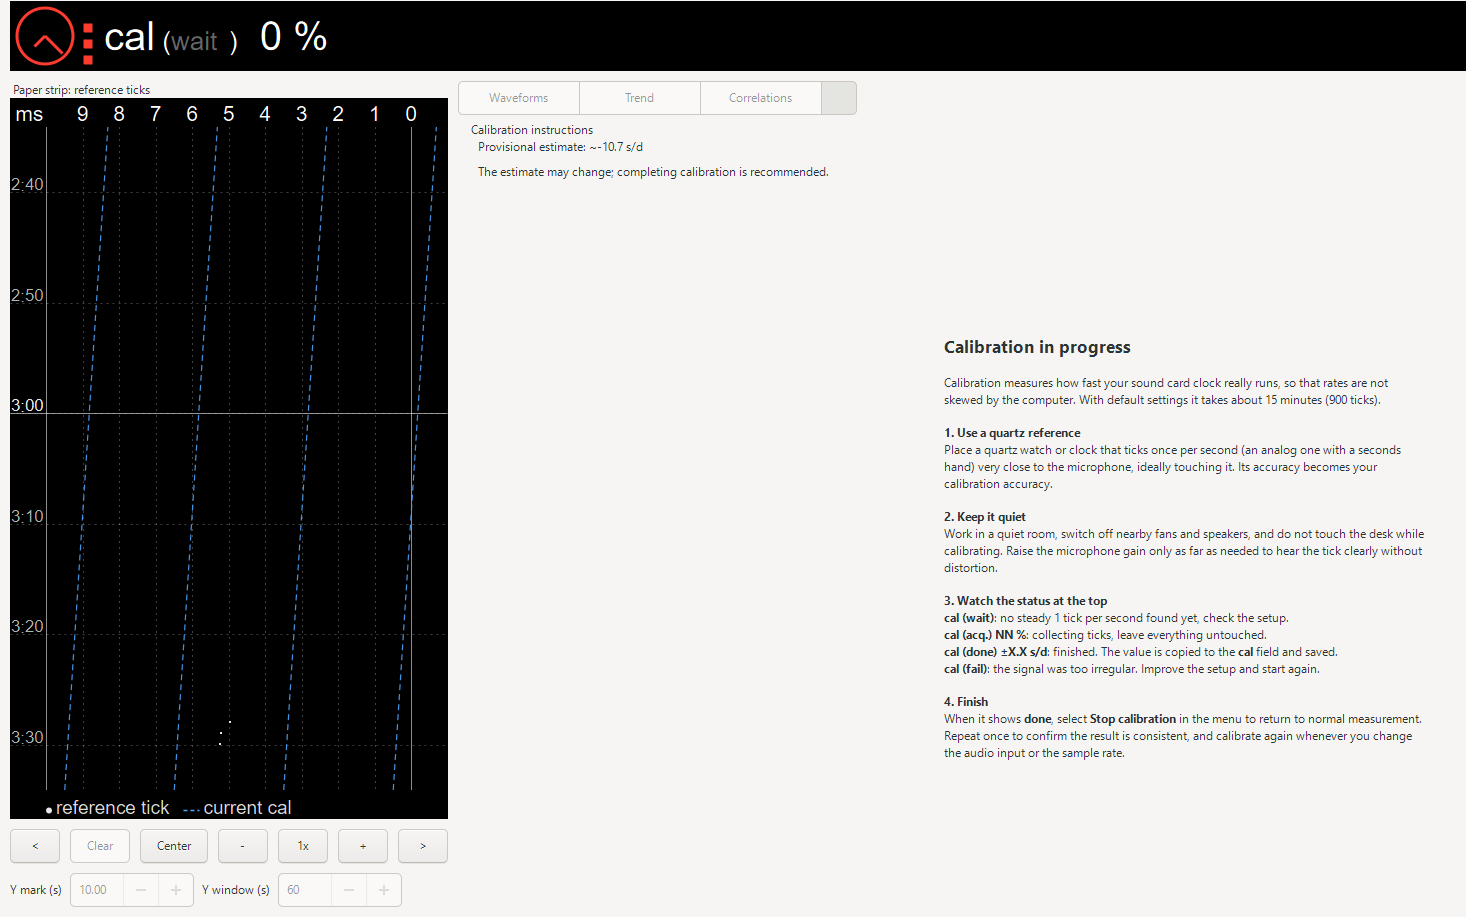 cal (wait ) 0 %
Paper strip: reference ticks
ms 9 8 7 6 5 4 3 2 1 0
2:40
2:50
3:00
3:10
3:20
3:30
reference tick current cal
< Clear Center - 1x + >
Y mark (s) 10.00 − + Y window (s) 60 − +
Waveforms Trend Correlations
Calibration instructions
Provisional estimate: ~-10.7 s/d
The estimate may change; completing calibration is recommended.
Calibration in progress
Calibration measures how fast your sound card clock really runs, so that rates are not
skewed by the computer. With default settings it takes about 15 minutes (900 ticks).
1. Use a quartz reference
Place a quartz watch or clock that ticks once per second (an analog one with a seconds
hand) very close to the microphone, ideally touching it. Its accuracy becomes your
calibration accuracy.
2. Keep it quiet
Work in a quiet room, switch off nearby fans and speakers, and do not touch the desk while
calibrating. Raise the microphone gain only as far as needed to hear the tick clearly without
distortion.
3. Watch the status at the top
cal (wait): no steady 1 tick per second found yet, check the setup.
cal (acq.) NN %: collecting ticks, leave everything untouched.
cal (done) ±X.X s/d: finished. The value is copied to the cal field and saved.
cal (fail): the signal was too irregular. Improve the setup and start again.
4. Finish
When it shows done, select Stop calibration in the menu to return to normal measurement.
Repeat once to confirm the result is consistent, and calibrate again whenever you change
the audio input or the sample rate.